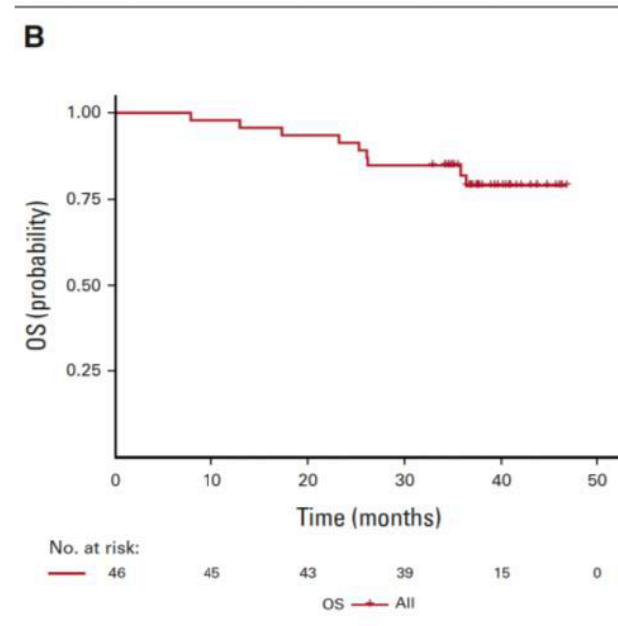 B
1.00
0.75
0.50
0.25
OS (probability)
0 10 20 30 40 50
Time (months)
No. at risk:
46 45 43 39 15 0
OS All